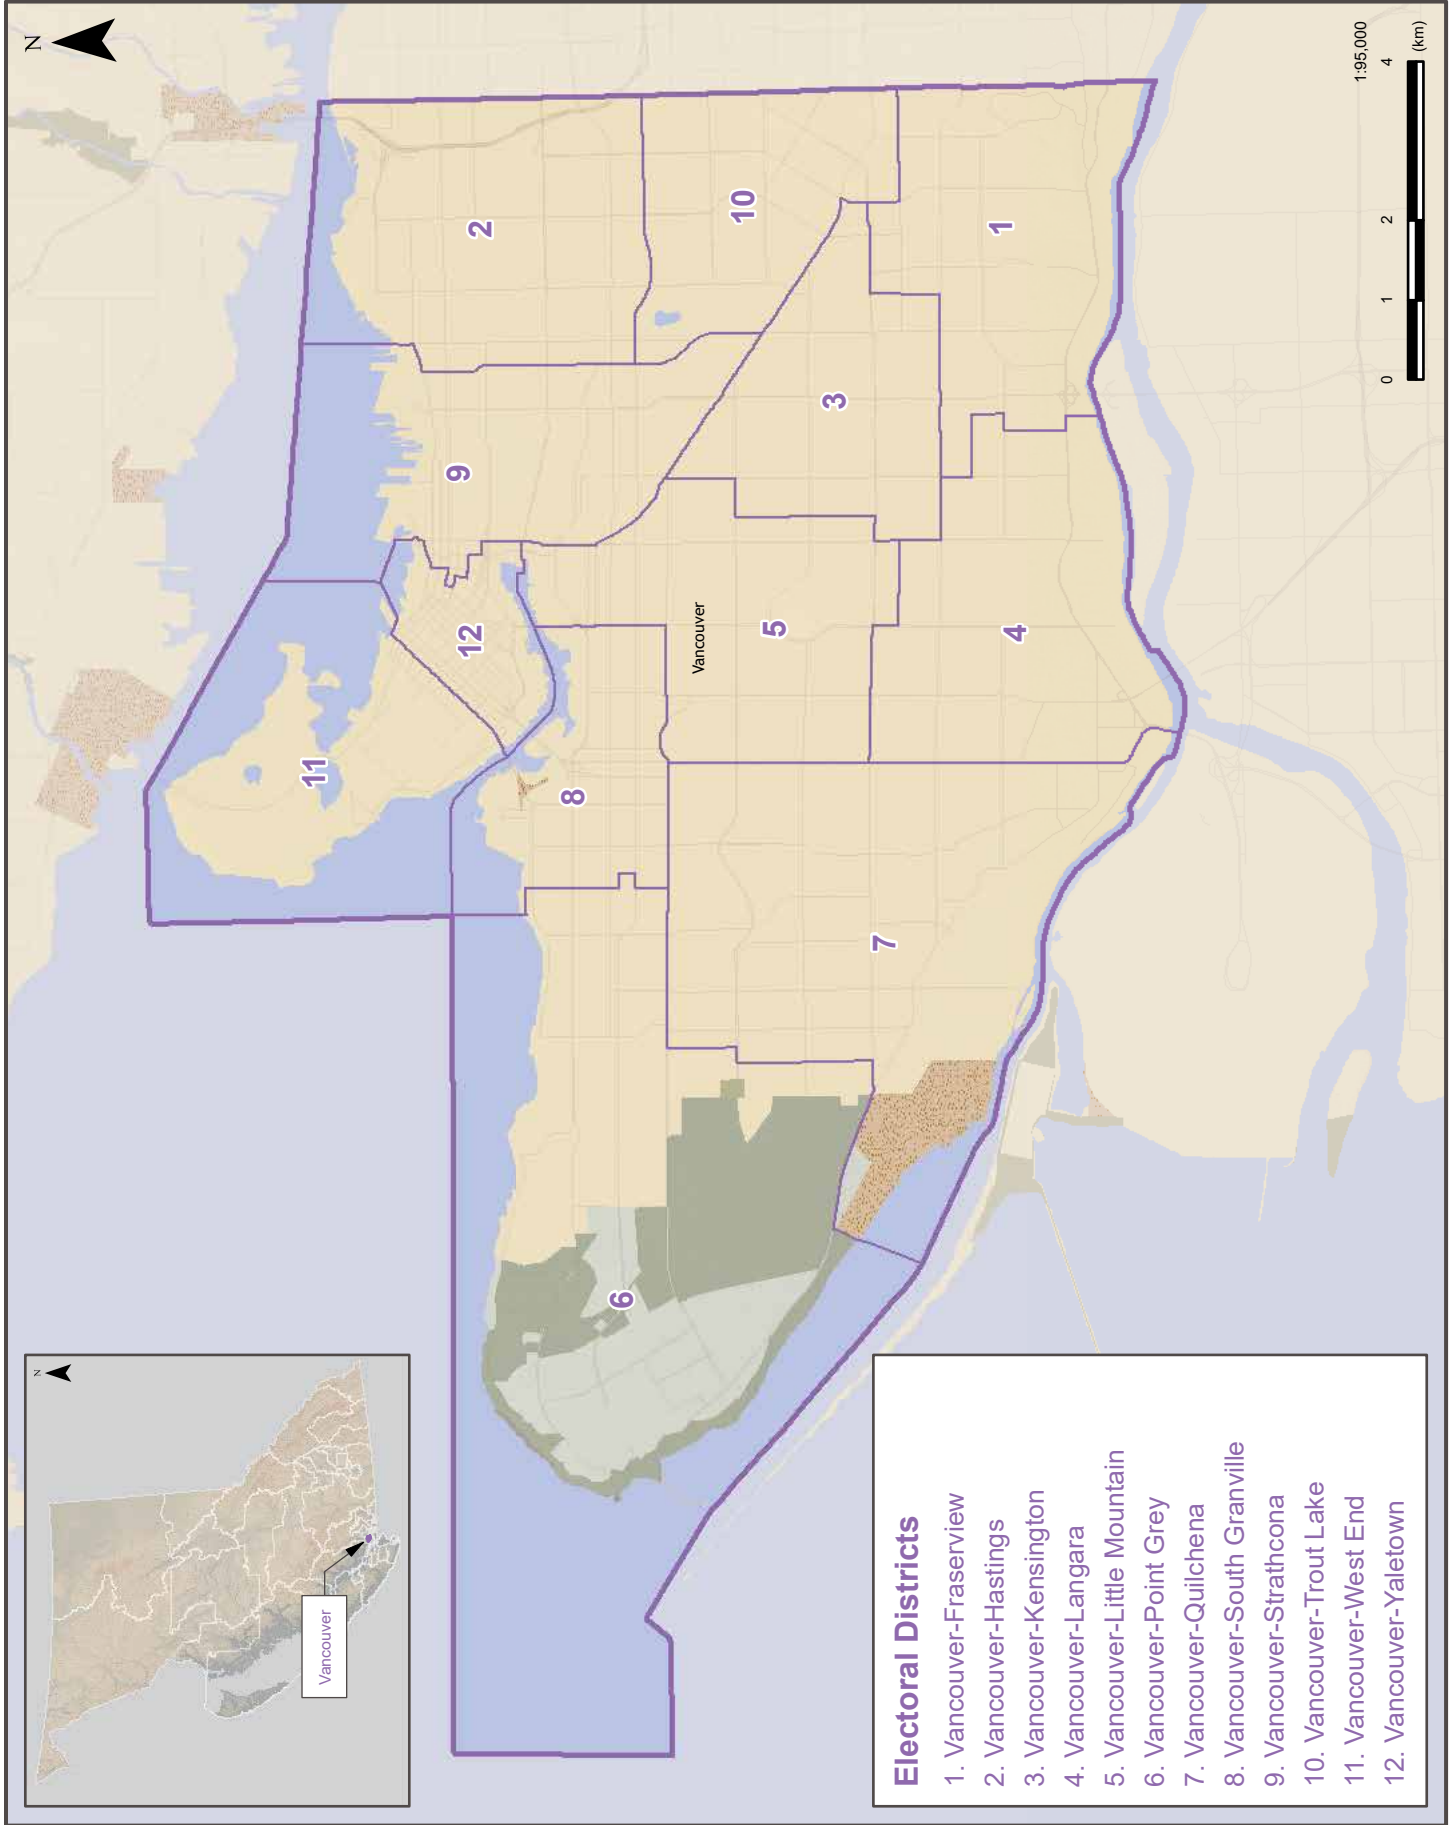 N
N
Vancouver
2
10
1
9
3
12
11
Vancouver
5
4
8
7
6
Electoral Districts
1. Vancouver-Fraserview
2. Vancouver-Hastings
3. Vancouver-Kensington
4. Vancouver-Langara
5. Vancouver-Little Mountain
6. Vancouver-Point Grey
7. Vancouver-Quilchena
8. Vancouver-South Granville
9. Vancouver-Strathcona
10. Vancouver-Trout Lake
11. Vancouver-West End
12. Vancouver-Yaletown
1:95,000
0 1 2 4
(km)